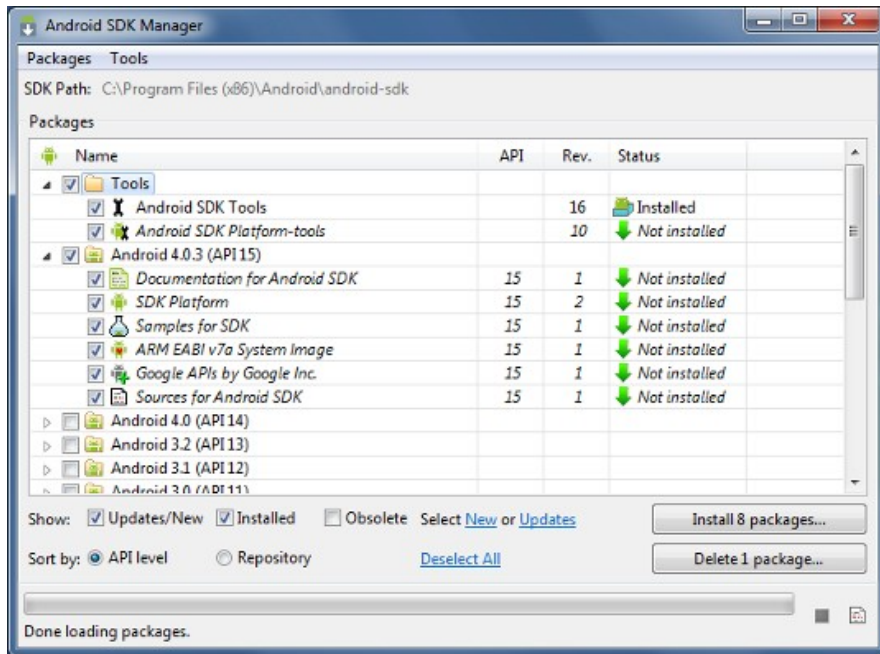 Android SDK Manager
Packages Tools
SDK Path: C:\Program Files (x86)\Android\android-sdk
Packages
Name API Rev. Status
Tools
Android SDK Tools 16 Installed
Android SDK Platform-tools 10 Not installed
Android 4.0.3 (API 15)
Documentation for Android SDK 15 1 Not installed
SDK Platform 15 2 Not installed
Samples for SDK 15 1 Not installed
ARM EABI v7a System Image 15 1 Not installed
Google APIs by Google Inc. 15 1 Not installed
Sources for Android SDK 15 1 Not installed
Android 4.0 (API 14)
Android 3.2 (API 13)
Android 3.1 (API 12)
Android 3.0 (API 11)
Show: Updates/New Installed Obsolete Select New or Updates Install 8 packages...
Sort by: API level Repository Deselect All Delete 1 package...
Done loading packages.